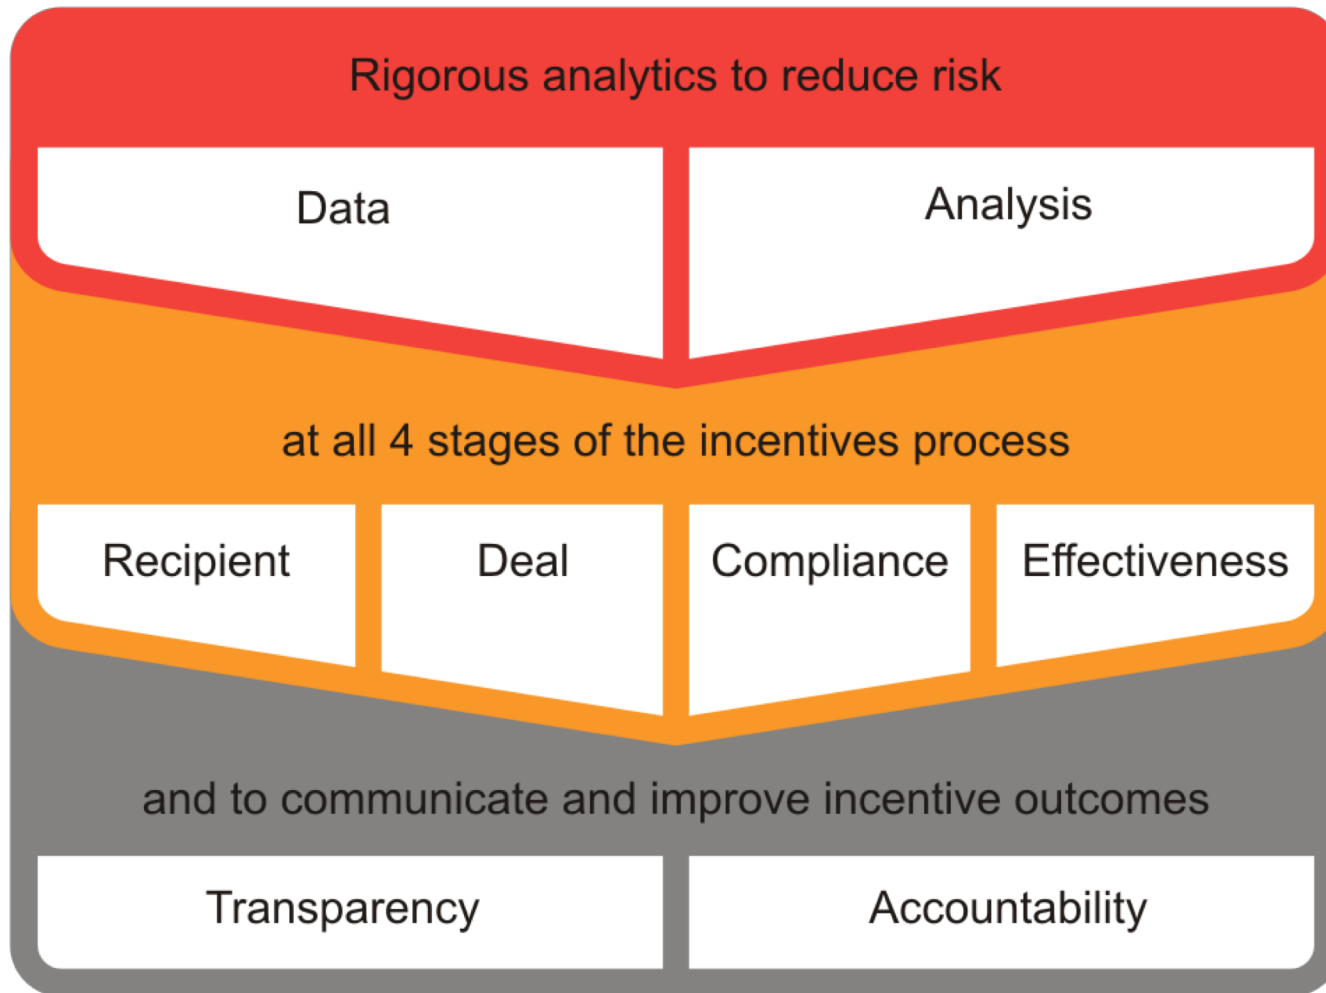 Rigorous analytics to reduce risk
Data
Analysis
at all 4 stages of the incentives process
Recipient
Deal
Compliance
Effectiveness
and to communicate and improve incentive outcomes
Transparency
Accountability